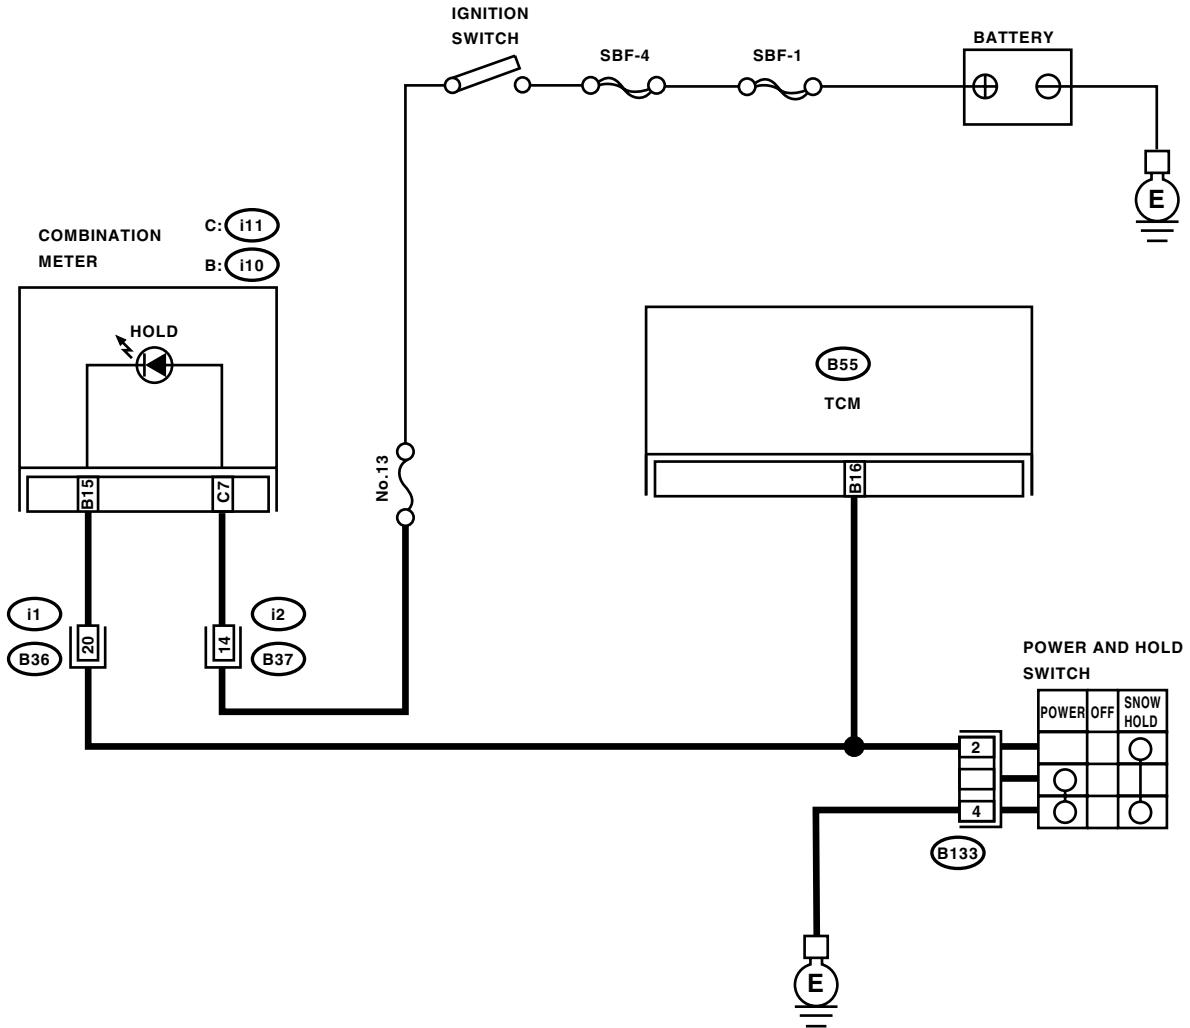 IGNITION
SWITCH
SBF-4
SBF-1
BATTERY
E
COMBINATION
METER
C: i11
B: i10
HOLD
B55
TCM
B15
C7
No.13
B16
i1
20
B36
i2
14
B37
POWER AND HOLD
SWITCH
POWER OFF SNOW
HOLD
2
4
B133
E